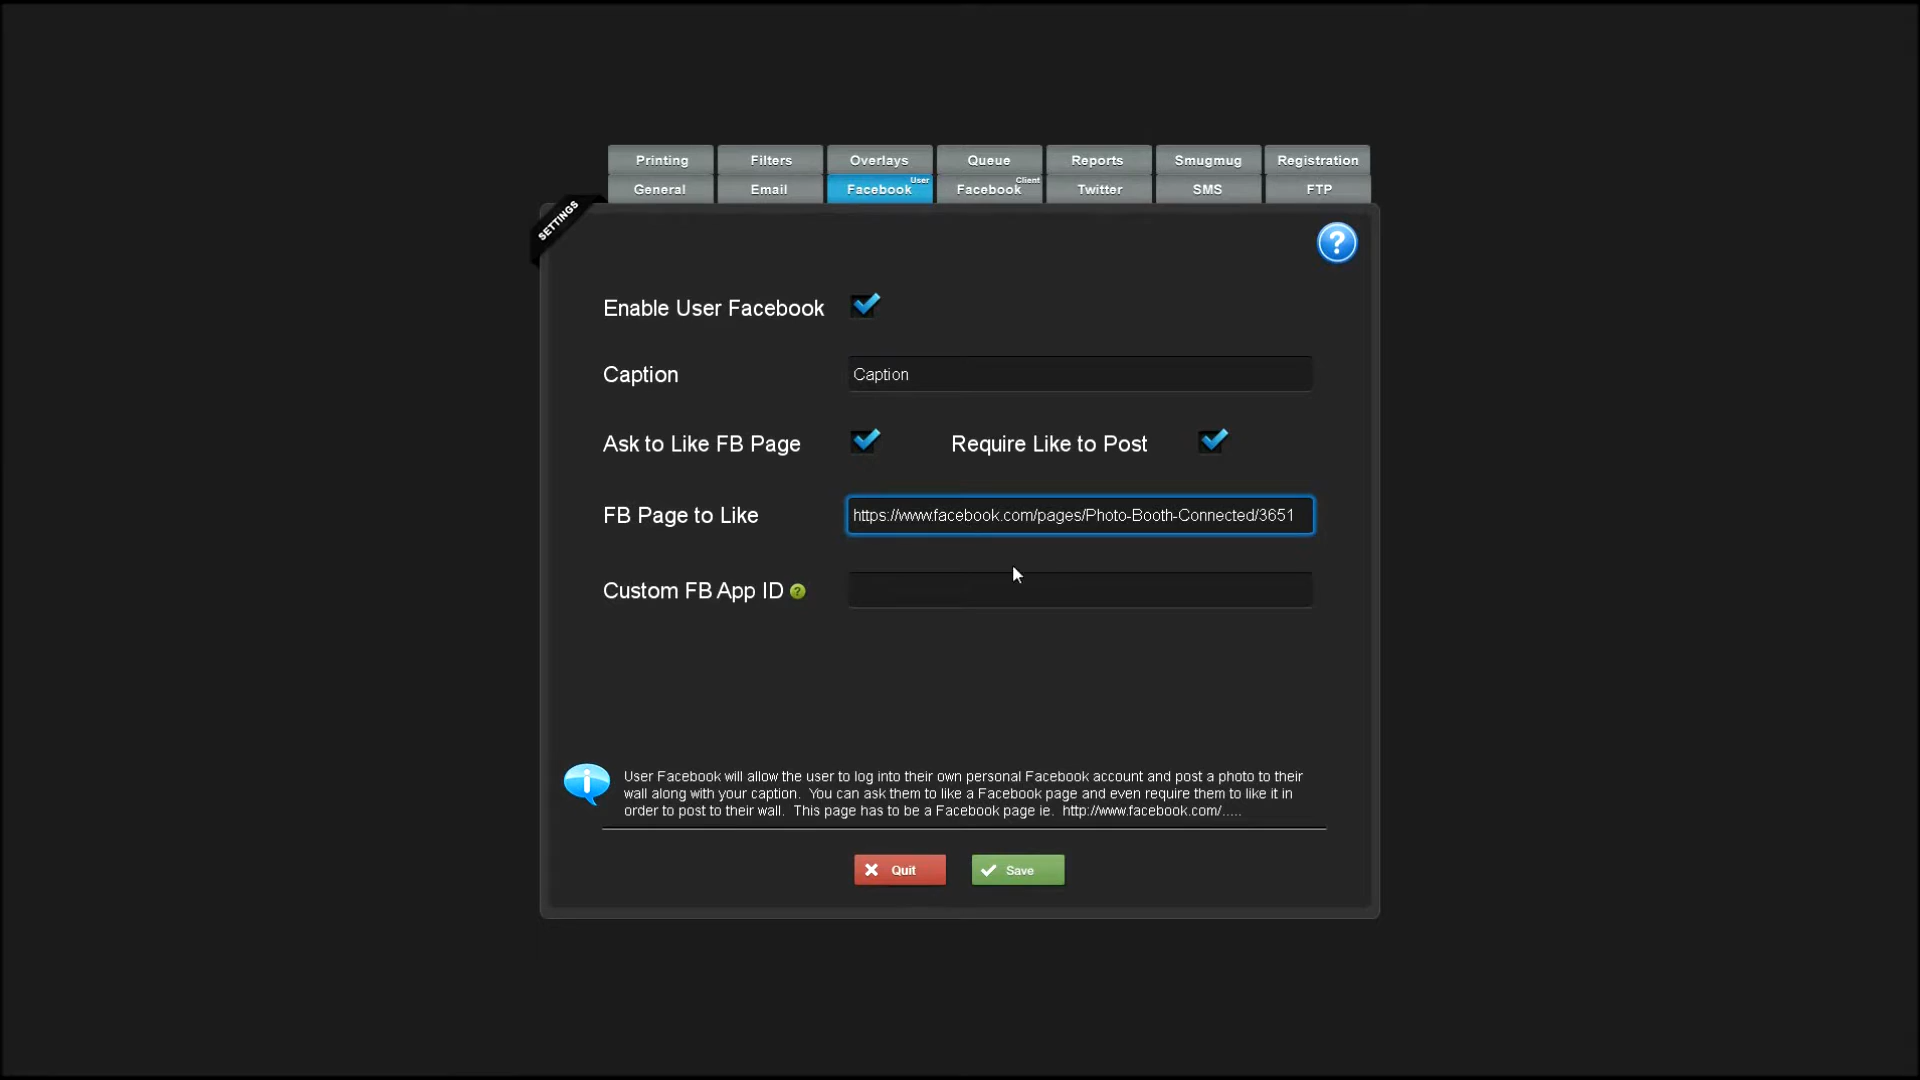 Printing Filters Overlays Queue Reports Smugmug Registration
General Email Facebook User Facebook Client Twitter SMS FTP
SETTINGS
?
Enable User Facebook
Caption Caption
Ask to Like FB Page Require Like to Post
FB Page to Like https://www.facebook.com/pages/Photo-Booth-Connected/3651
Custom FB App ID ?
i User Facebook will allow the user to log into their own personal Facebook account and post a photo to their
wall along with your caption. You can ask them to like a Facebook page and even require them to like it in
order to post to their wall. This page has to be a Facebook page ie. http://www.facebook.com/.....
Quit Save